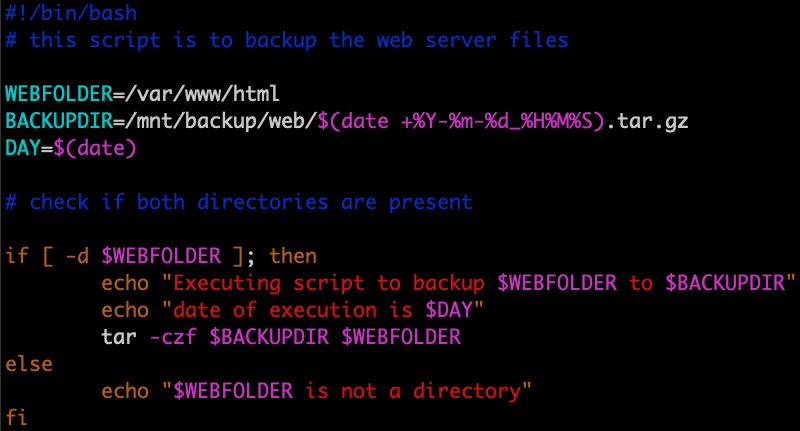 #!/bin/bash
# this script is to backup the web server files
WEBFOLDER=/var/www/html
BACKUPDIR=/mnt/backup/web/$(date +%Y-%m-%d_%H%M%S).tar.gz
DAY=$(date)
# check if both directories are present
if [ -d $WEBFOLDER ]; then
        echo "Executing script to backup $WEBFOLDER to $BACKUPDIR"
        echo "date of execution is $DAY"
        tar -czf $BACKUPDIR $WEBFOLDER
else
        echo "$WEBFOLDER is not a directory"
fi